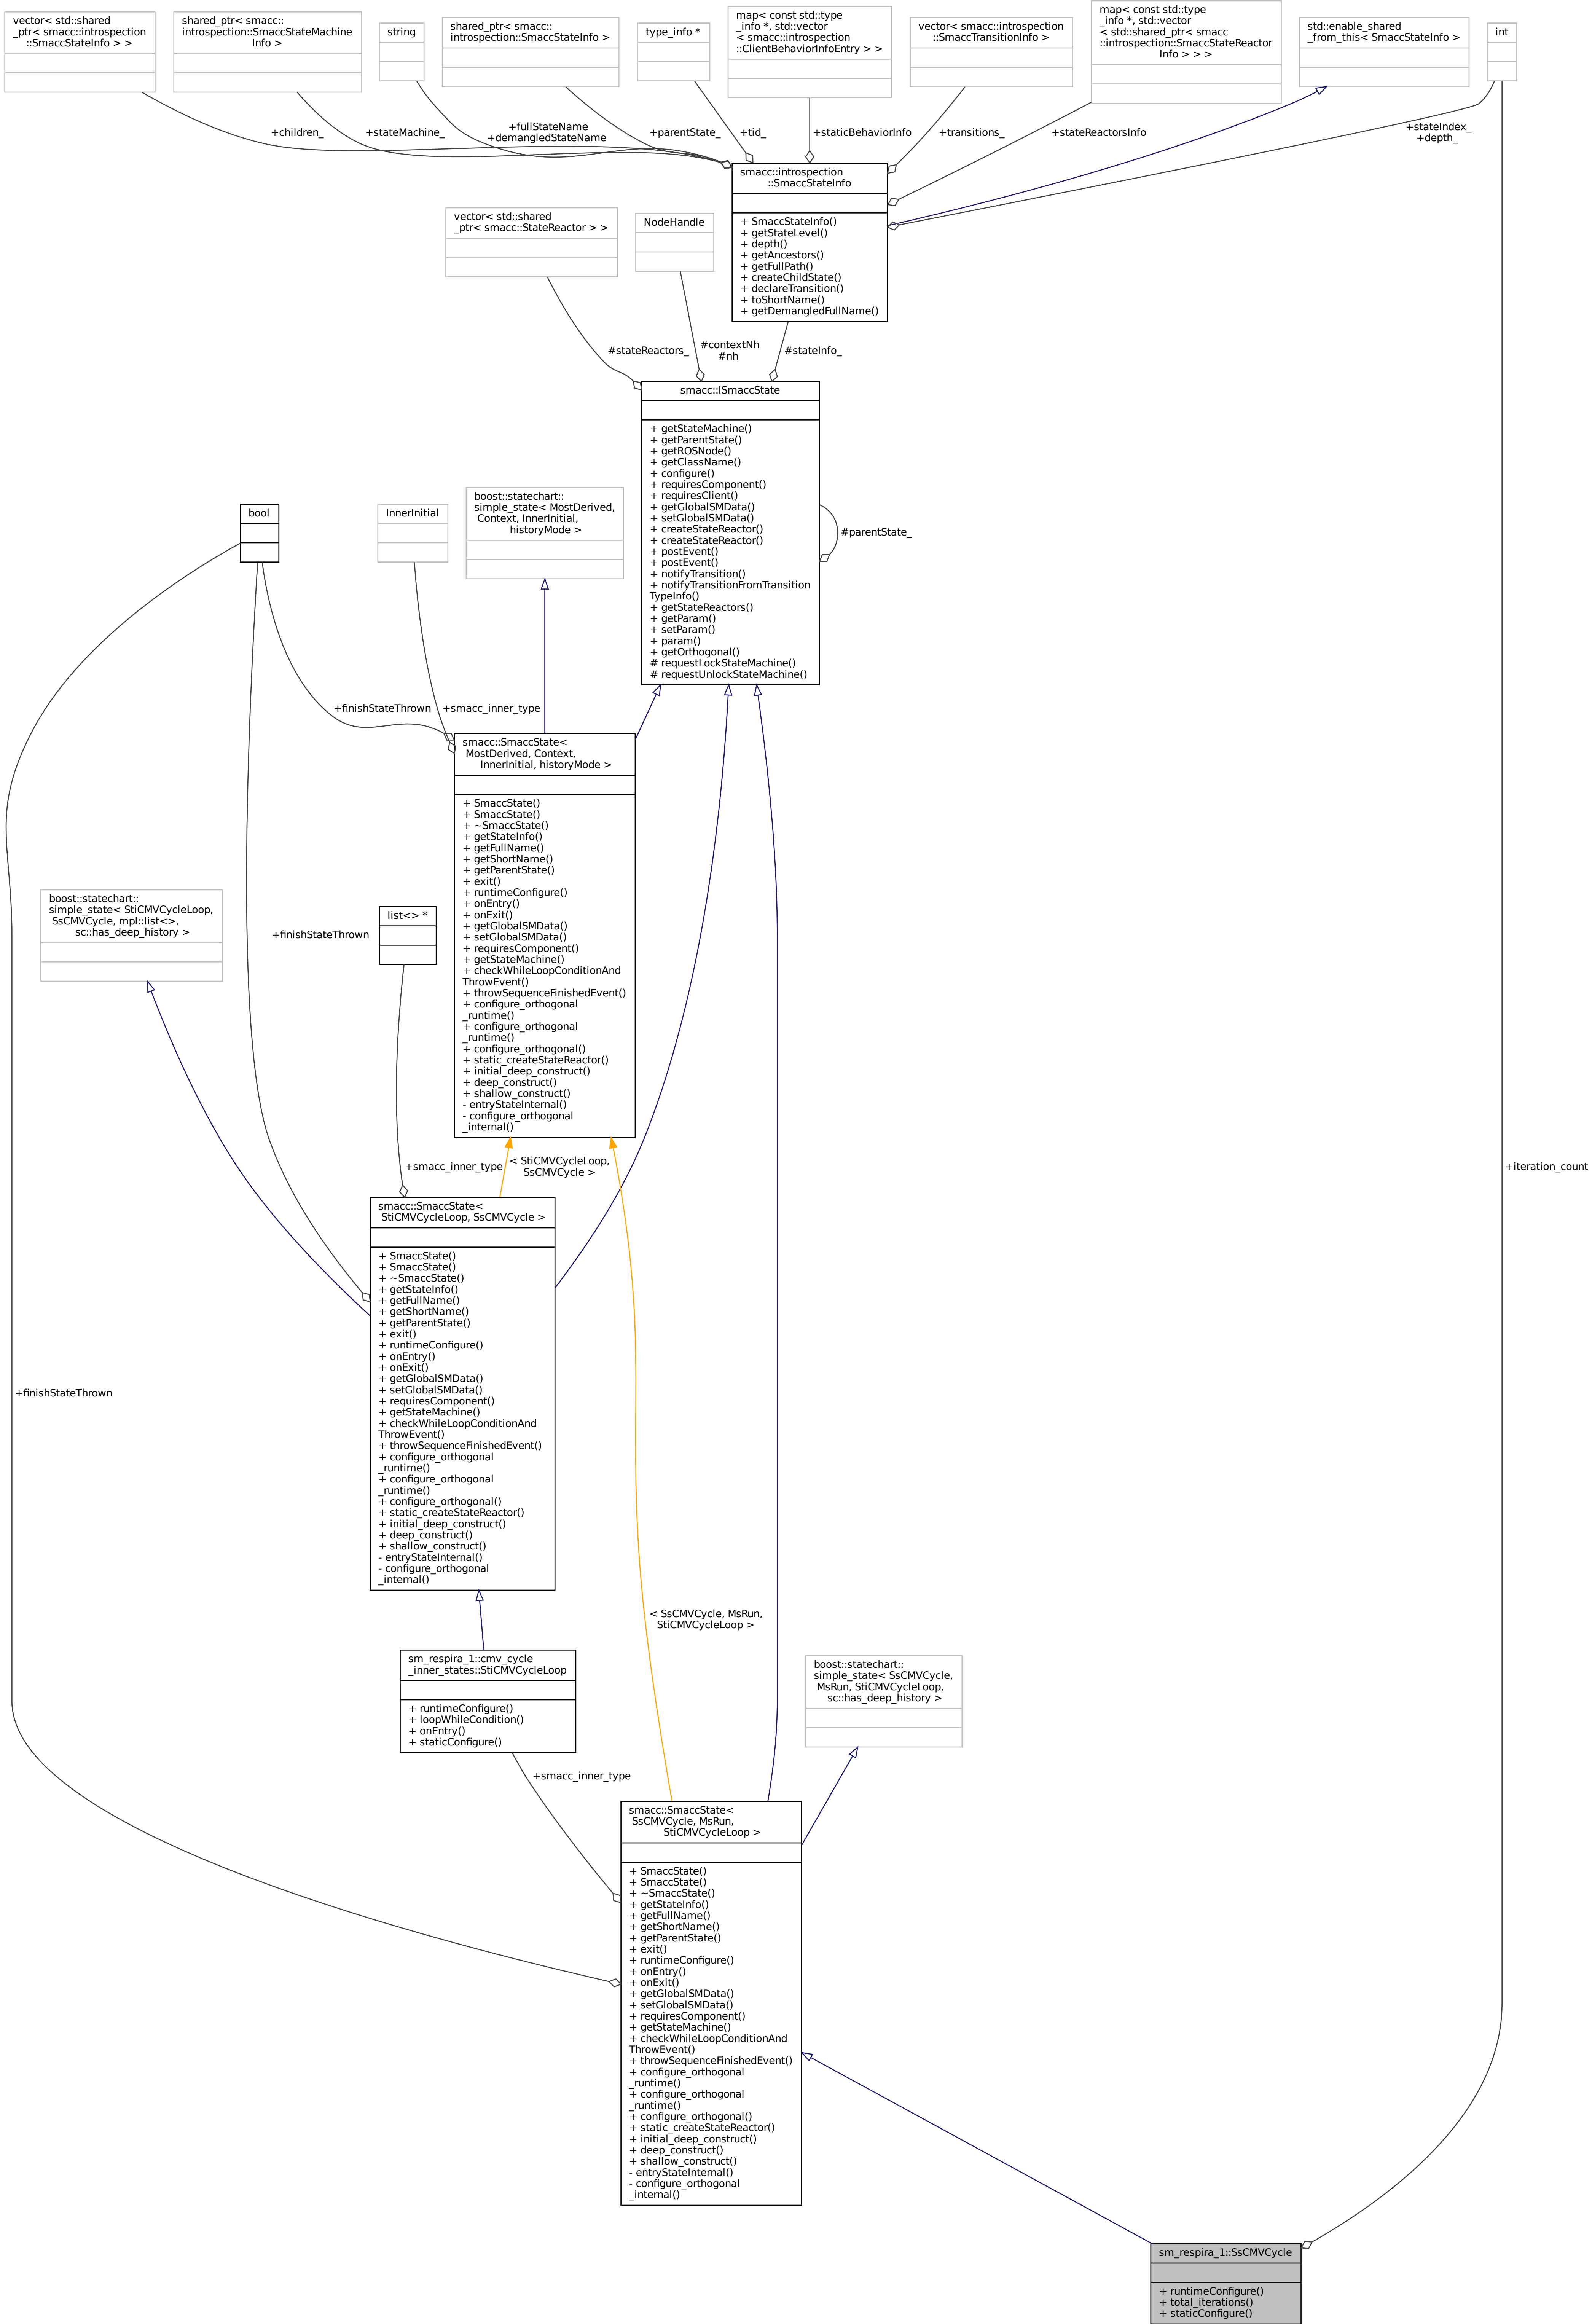 vector< std::shared
_ptr< smacc::introspection
::SmaccStateInfo > >
shared_ptr< smacc::
introspection::SmaccStateMachine
Info >
string
shared_ptr< smacc::
introspection::SmaccStateInfo >
type_info *
map< const std::type
_info *, std::vector
< smacc::introspection
::ClientBehaviorInfoEntry > >
vector< smacc::introspection
::SmaccTransitionInfo >
map< const std::type
_info *, std::vector
< std::shared_ptr< smacc
::introspection::SmaccStateReactor
Info > > >
std::enable_shared
_from_this< SmaccStateInfo >
int
+children_
+stateMachine_
+fullStateName
+demangledStateName
+parentState_
+tid_
+staticBehaviorInfo
+transitions_
+stateReactorsInfo
+stateIndex_
+depth_
smacc::introspection
::SmaccStateInfo
+ SmaccStateInfo()
+ getStateLevel()
+ depth()
+ getAncestors()
+ getFullPath()
+ createChildState()
+ declareTransition()
+ toShortName()
+ getDemangledFullName()
vector< std::shared
_ptr< smacc::StateReactor > >
NodeHandle
#stateReactors_
#contextNh
#nh
#stateInfo_
smacc::ISmaccState
+ getStateMachine()
+ getParentState()
+ getROSNode()
+ getClassName()
+ configure()
+ requiresComponent()
+ requiresClient()
+ getGlobalSMData()
+ setGlobalSMData()
+ createStateReactor()
+ createStateReactor()
+ postEvent()
+ postEvent()
+ notifyTransition()
+ notifyTransitionFromTransition
TypeInfo()
+ getStateReactors()
+ getParam()
+ setParam()
+ param()
+ getOrthogonal()
# requestLockStateMachine()
# requestUnlockStateMachine()
#parentState_
bool
InnerInitial
boost::statechart::
simple_state< MostDerived,
Context, InnerInitial,
historyMode >
+finishStateThrown
+smacc_inner_type
smacc::SmaccState<
MostDerived, Context,
InnerInitial, historyMode >
+ SmaccState()
+ SmaccState()
+ ~SmaccState()
+ getStateInfo()
+ getFullName()
+ getShortName()
+ getParentState()
+ exit()
+ runtimeConfigure()
+ onEntry()
+ onExit()
+ getGlobalSMData()
+ setGlobalSMData()
+ requiresComponent()
+ getStateMachine()
+ checkWhileLoopConditionAnd
ThrowEvent()
+ throwSequenceFinishedEvent()
+ configure_orthogonal
_runtime()
+ configure_orthogonal
_runtime()
+ configure_orthogonal()
+ static_createStateReactor()
+ initial_deep_construct()
+ deep_construct()
+ shallow_construct()
- entryStateInternal()
- configure_orthogonal
_internal()
boost::statechart::
simple_state< StiCMVCycleLoop,
SsCMVCycle, mpl::list<>,
sc::has_deep_history >
list<> *
+finishStateThrown
+smacc_inner_type
< StiCMVCycleLoop,
SsCMVCycle >
+iteration_count
smacc::SmaccState<
StiCMVCycleLoop, SsCMVCycle >
+ SmaccState()
+ SmaccState()
+ ~SmaccState()
+ getStateInfo()
+ getFullName()
+ getShortName()
+ getParentState()
+ exit()
+ runtimeConfigure()
+ onEntry()
+ onExit()
+ getGlobalSMData()
+ setGlobalSMData()
+ requiresComponent()
+ getStateMachine()
+ checkWhileLoopConditionAnd
ThrowEvent()
+ throwSequenceFinishedEvent()
+ configure_orthogonal
_runtime()
+ configure_orthogonal
_runtime()
+ configure_orthogonal()
+ static_createStateReactor()
+ initial_deep_construct()
+ deep_construct()
+ shallow_construct()
- entryStateInternal()
- configure_orthogonal
_internal()
+finishStateThrown
< SsCMVCycle, MsRun,
StiCMVCycleLoop >
sm_respira_1::cmv_cycle
_inner_states::StiCMVCycleLoop
+ runtimeConfigure()
+ loopWhileCondition()
+ onEntry()
+ staticConfigure()
boost::statechart::
simple_state< SsCMVCycle,
MsRun, StiCMVCycleLoop,
sc::has_deep_history >
+smacc_inner_type
smacc::SmaccState<
SsCMVCycle, MsRun,
StiCMVCycleLoop >
+ SmaccState()
+ SmaccState()
+ ~SmaccState()
+ getStateInfo()
+ getFullName()
+ getShortName()
+ getParentState()
+ exit()
+ runtimeConfigure()
+ onEntry()
+ onExit()
+ getGlobalSMData()
+ setGlobalSMData()
+ requiresComponent()
+ getStateMachine()
+ checkWhileLoopConditionAnd
ThrowEvent()
+ throwSequenceFinishedEvent()
+ configure_orthogonal
_runtime()
+ configure_orthogonal
_runtime()
+ configure_orthogonal()
+ static_createStateReactor()
+ initial_deep_construct()
+ deep_construct()
+ shallow_construct()
- entryStateInternal()
- configure_orthogonal
_internal()
sm_respira_1::SsCMVCycle
+ runtimeConfigure()
+ total_iterations()
+ staticConfigure()